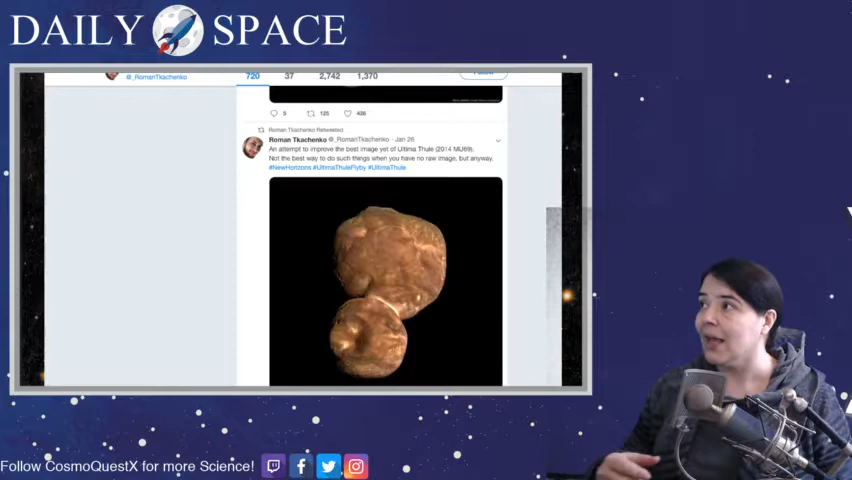 DAILY SPACE
@_RomanTkachenko
720 37 2,742 1,370
Follow
5 125 436
Roman Tkachenko Retweeted
Roman Tkachenko @_RomanTkachenko · Jan 26
An attempt to improve the best image yet of Ultima Thule (2014 MU69).
Not the best way to do such things when you have no raw image, but anyway.
#NewHorizons #UltimaThuleFlyby #UltimaThule
Follow CosmoQuestX for more Science!